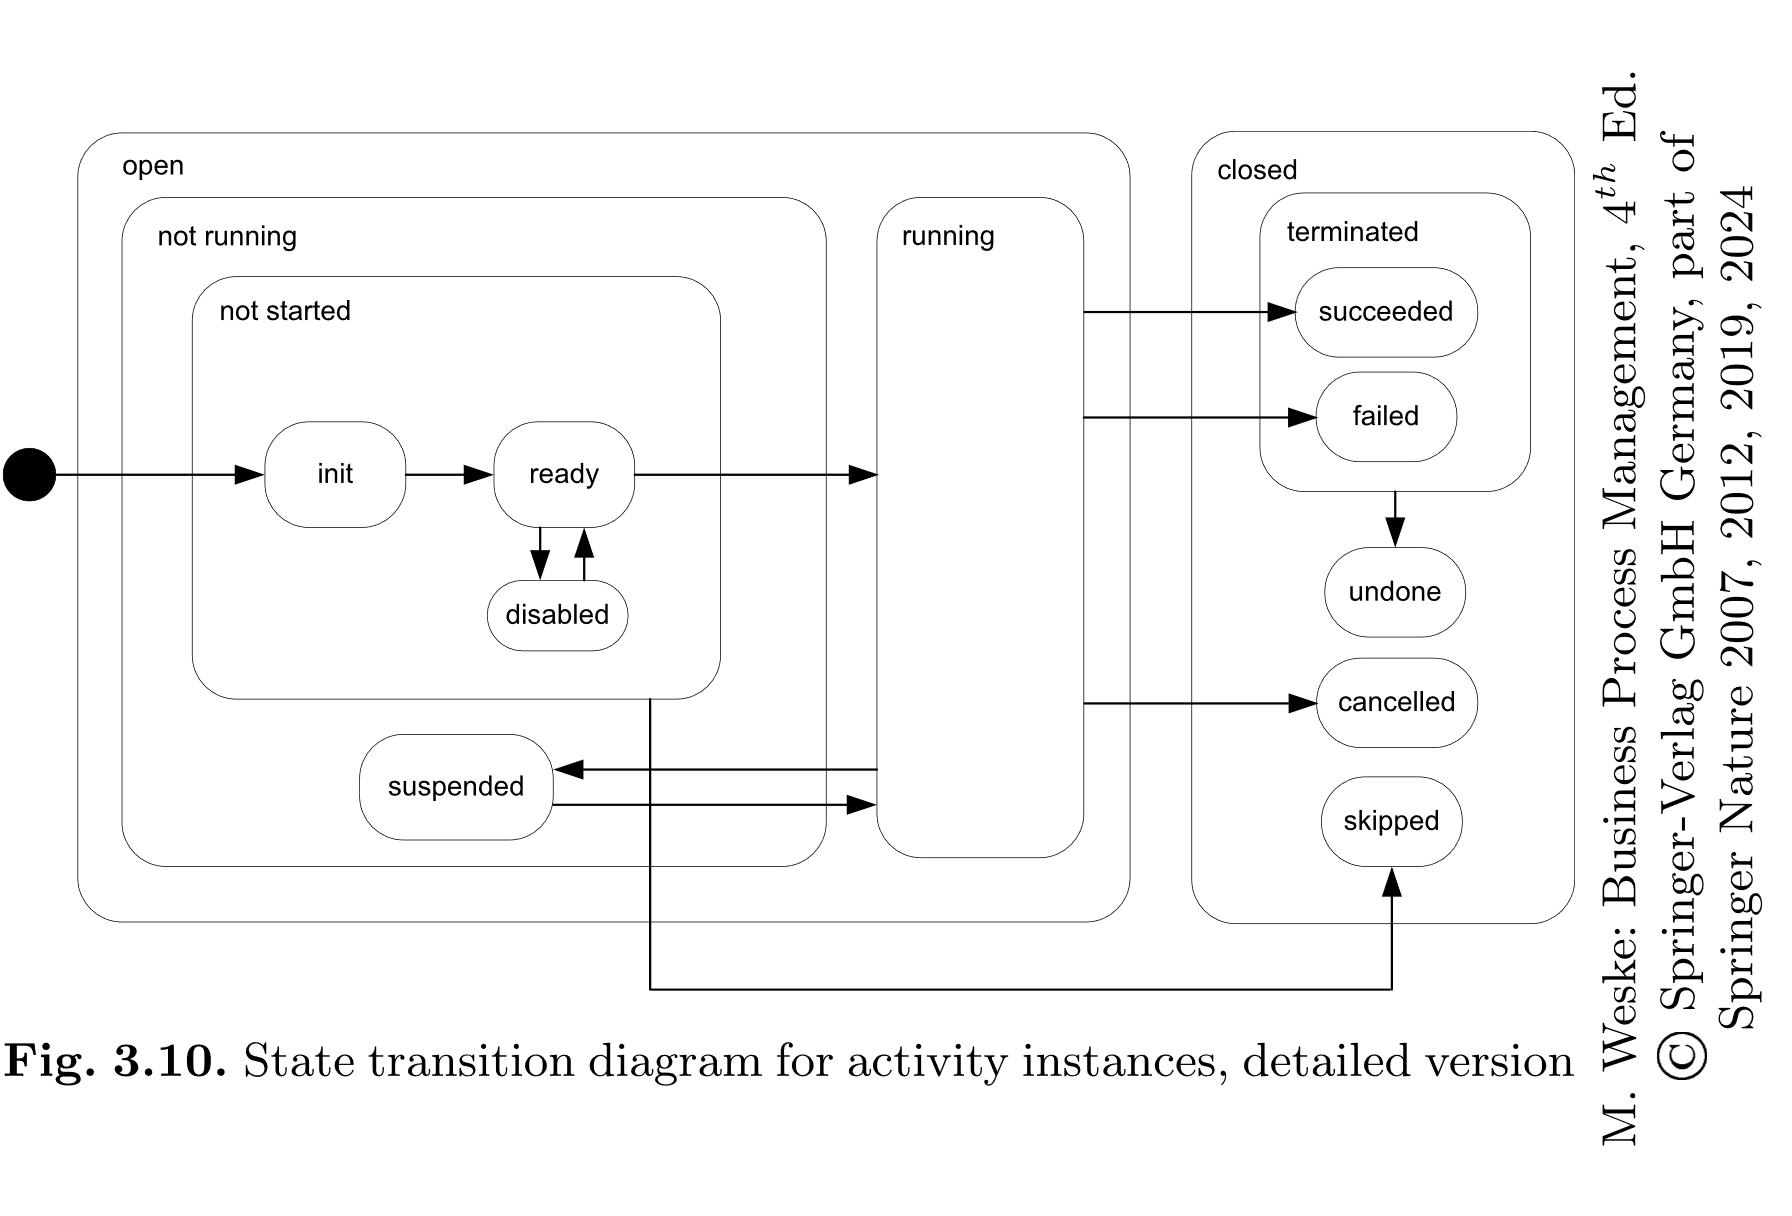 open
closed
not running
running
terminated
not started
succeeded
failed
init
ready
disabled
undone
cancelled
suspended
skipped
Fig. 3.10. State transition diagram for activity instances, detailed version
M. Weske: Business Process Management, 4th Ed.
© Springer-Verlag GmbH Germany, part of
Springer Nature 2007, 2012, 2019, 2024